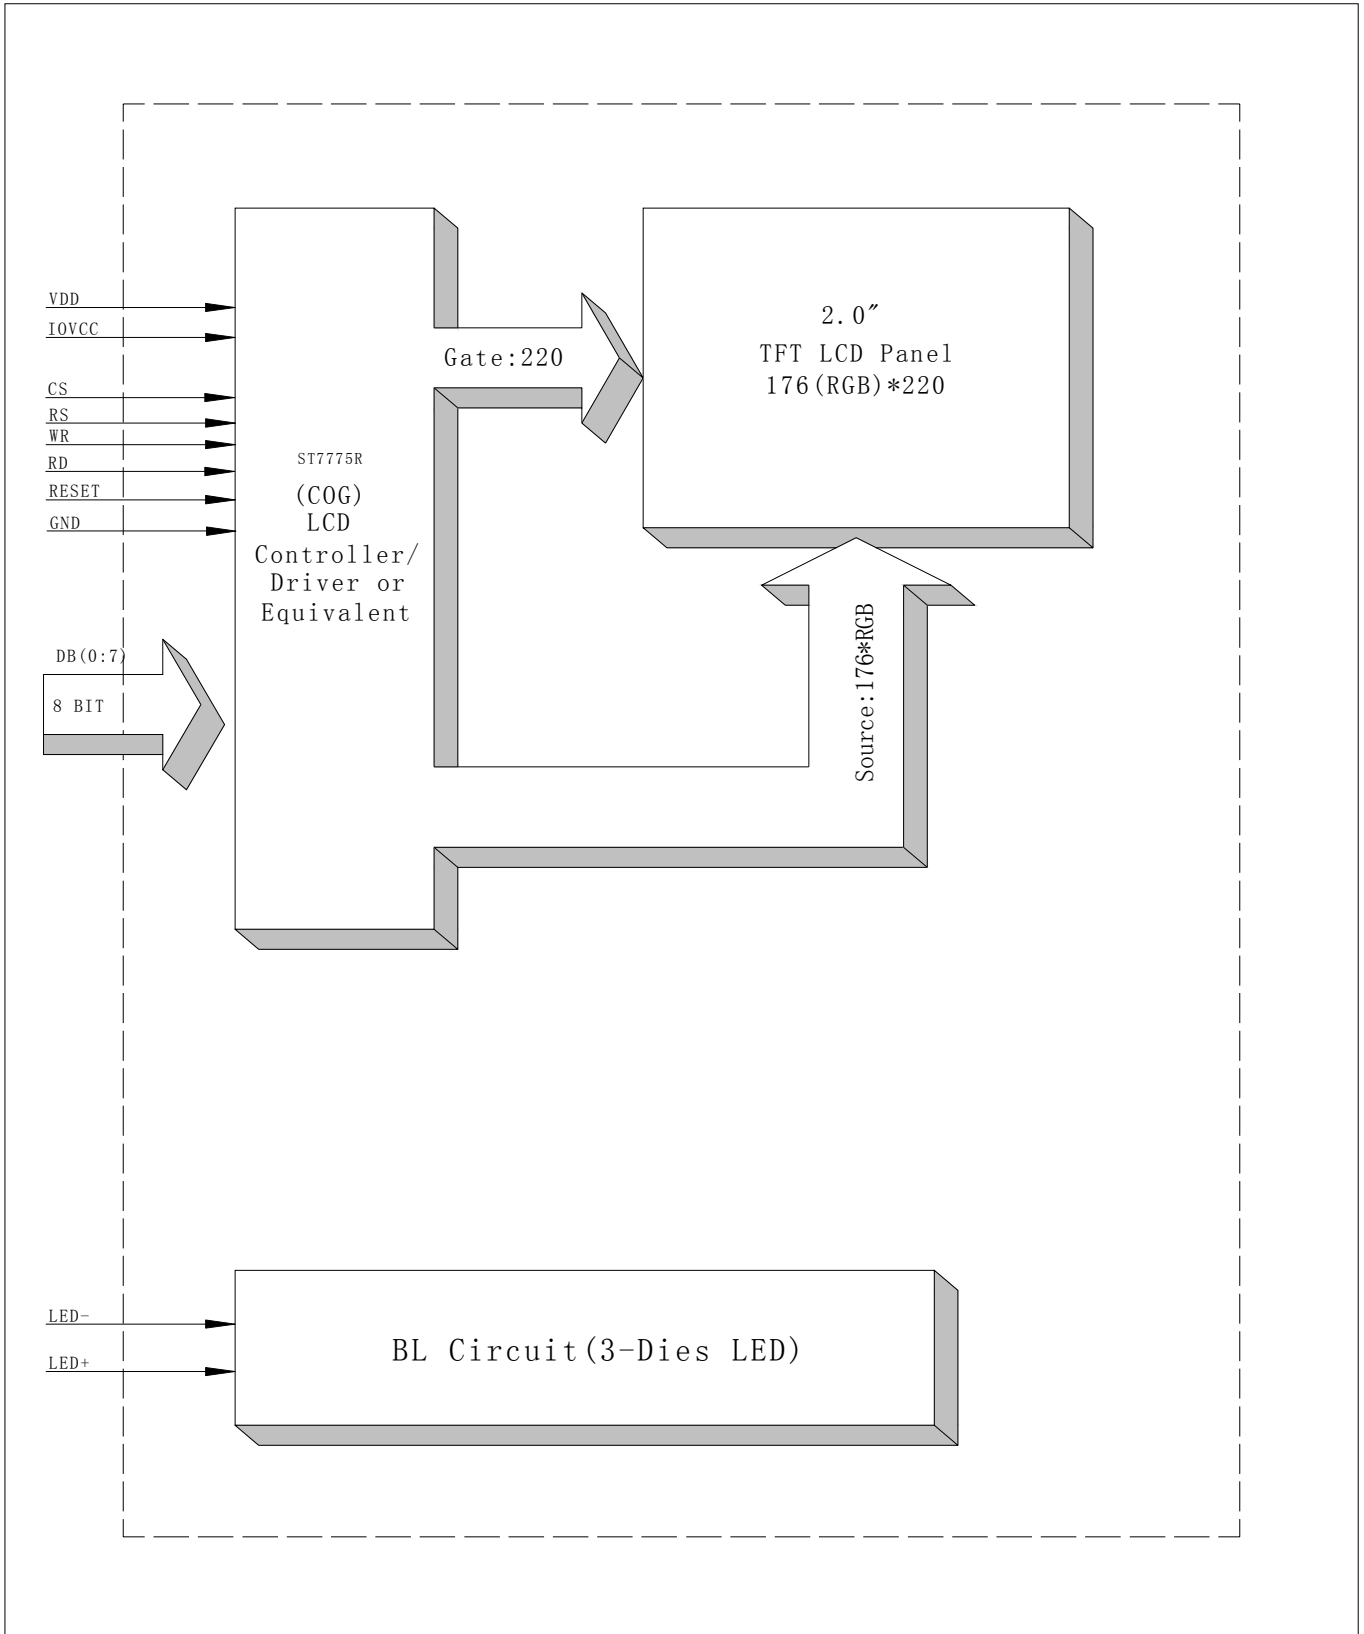 VDD
IOVCC
CS
RS
WR
RD
RESET
GND
DB(0:7)
8 BIT
ST7775R
(COG)
LCD
Controller/
Driver or
Equivalent
Gate:220
2.0″
TFT LCD Panel
176(RGB)*220
Source:176*RGB
LED-
LED+
BL Circuit(3-Dies LED)